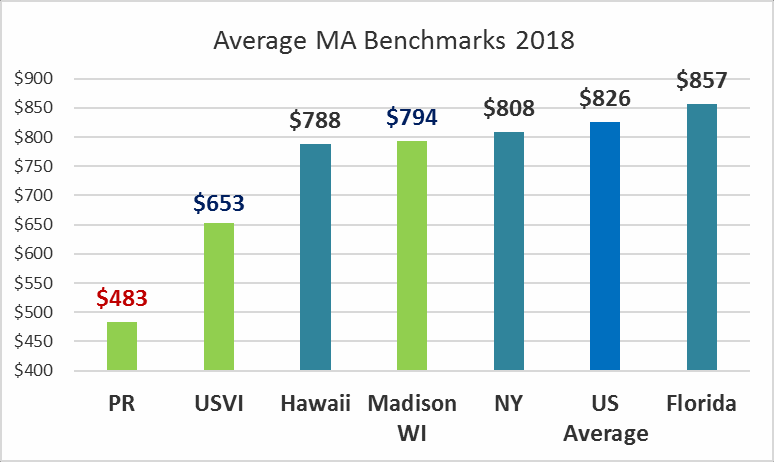 Average MA Benchmarks 2018
$900
$850
$800
$750
$700
$650
$600
$550
$500
$450
$400
$483
$653
$788
$794
$808
$826
$857
PR
USVI
Hawaii
Madison
WI
NY
US
Average
Florida